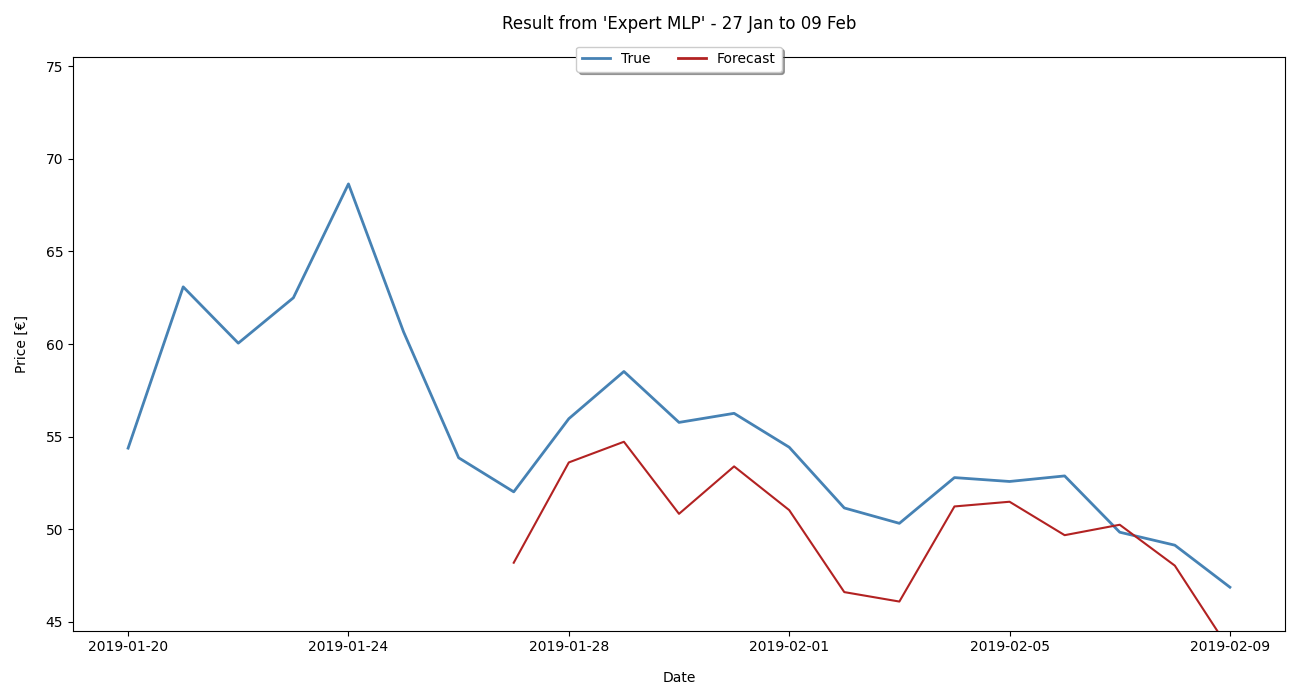 Result from 'Expert MLP' - 27 Jan to 09 Feb
True Forecast
75
70
65
60
55
50
45
Price [€]
2019-01-20 2019-01-24 2019-01-28 2019-02-01 2019-02-05 2019-02-09
Date